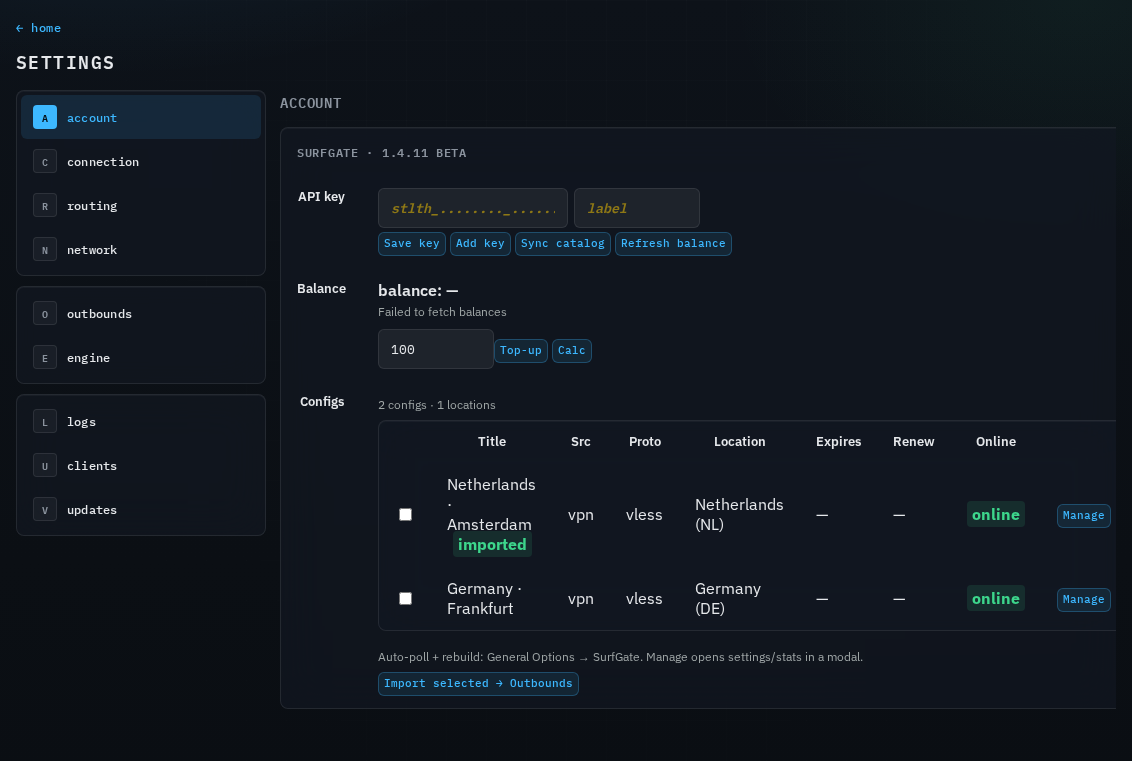 ← home
SETTINGS
A account
C connection
R routing
N network
O outbounds
E engine
L logs
U clients
V updates
ACCOUNT
SURFGATE · 1.4.11 BETA
API key
stlth_........_...... label
Save key Add key Sync catalog Refresh balance
Balance
balance: —
Failed to fetch balances
100 Top-up Calc
Configs
2 configs · 1 locations
Title Src Proto Location Expires Renew Online
Netherlands
·
Amsterdam
imported
vpn vless
Netherlands
(NL)
— — online Manage
Germany ·
Frankfurt
vpn vless
Germany
(DE)
— — online Manage
Auto-poll + rebuild: General Options → SurfGate. Manage opens settings/stats in a modal.
Import selected → Outbounds